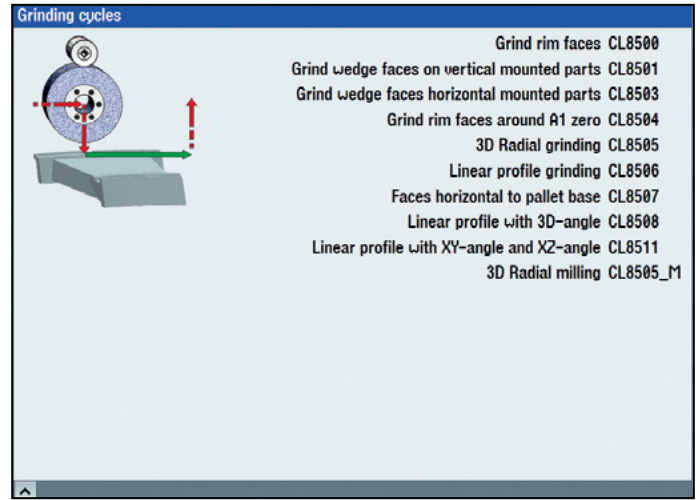 Grinding cycles
Grind rim faces CL8500
Grind wedge faces on vertical mounted parts CL8501
Grind wedge faces horizontal mounted parts CL8503
Grind rim faces around A1 zero CL8504
3D Radial grinding CL8505
Linear profile grinding CL8506
Faces horizontal to pallet base CL8507
Linear profile with 3D-angle CL8508
Linear profile with XY-angle and XZ-angle CL8511
3D Radial milling CL8505_M